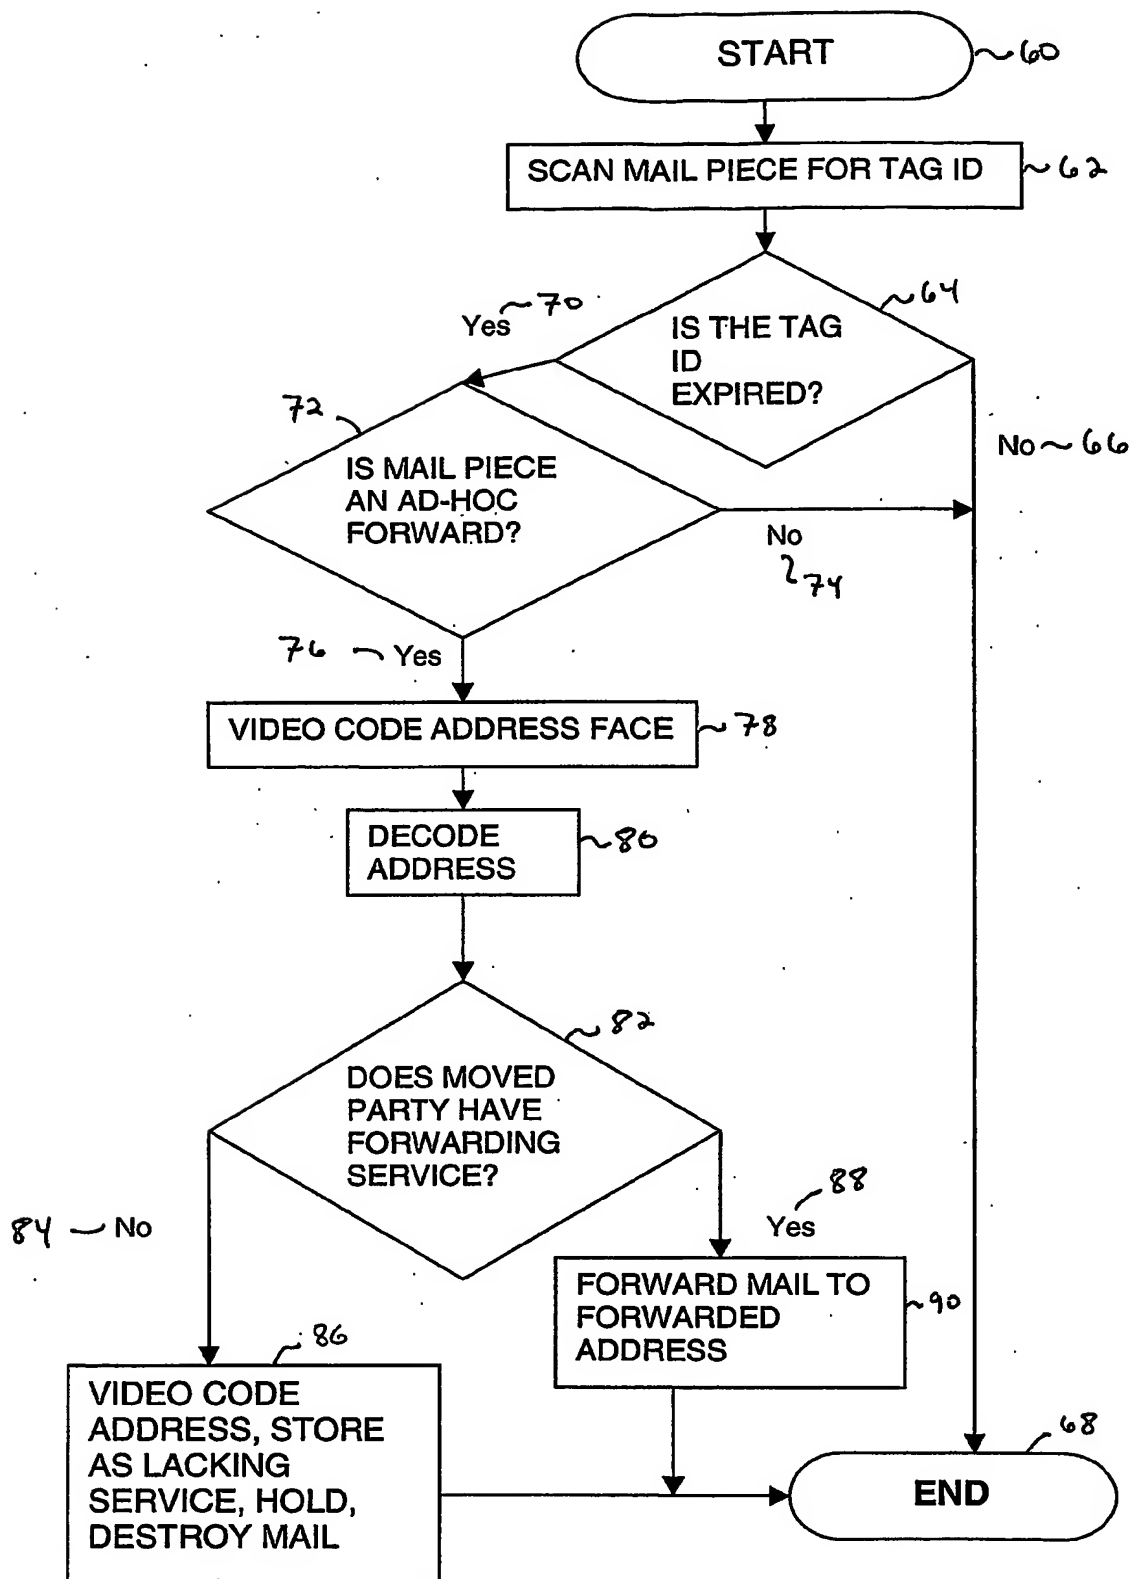 START
60
SCAN MAIL PIECE FOR TAG ID
62
64
Yes
70
IS THE TAG
ID
EXPIRED?
72
No
66
IS MAIL PIECE
AN AD-HOC
FORWARD?
No
74
76
Yes
VIDEO CODE ADDRESS FACE
78
DECODE
ADDRESS
80
82
DOES MOVED
PARTY HAVE
FORWARDING
SERVICE?
84
No
88
Yes
FORWARD MAIL TO
FORWARDED
ADDRESS
90
86
VIDEO CODE
ADDRESS, STORE
AS LACKING
SERVICE, HOLD,
DESTROY MAIL
68
END